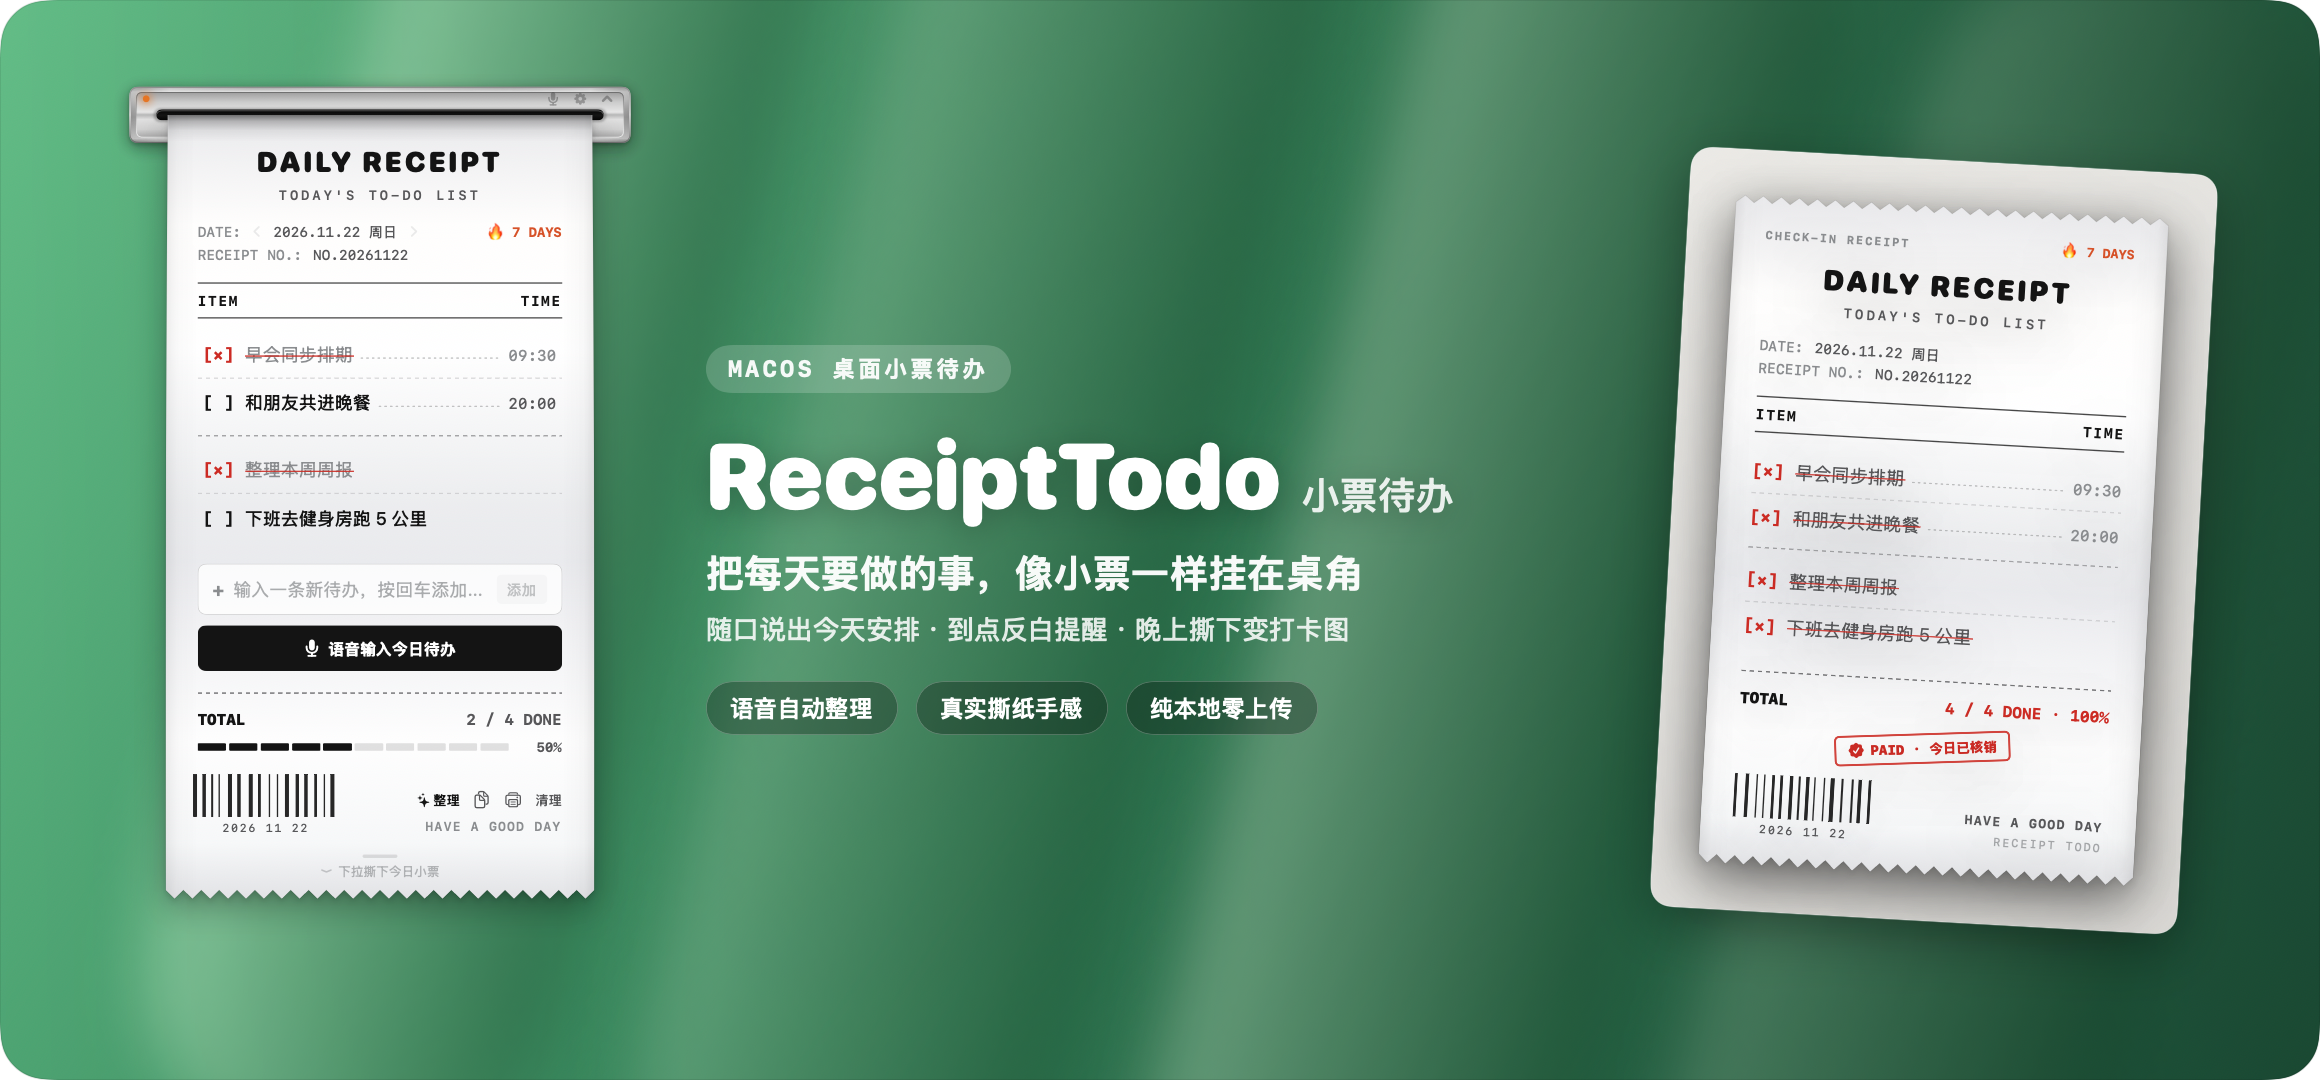 DAILY RECEIPT
TODAY'S TO-DO LIST
DATE: 2026.11.22 周日 🔥 7 DAYS
RECEIPT NO.: NO.20261122
ITEM TIME
[×] 早会同步排期 09:30
[ ] 和朋友共进晚餐 20:00
[×] 整理本周周报
[ ] 下班去健身房跑 5 公里
+ 输入一条新待办，按回车添加... 添加
语音输入今日待办
TOTAL 2 / 4 DONE
50%
整理 清理
2026 11 22 HAVE A GOOD DAY
下拉撕下今日小票
MACOS 桌面小票待办
ReceiptTodo 小票待办
把每天要做的事，像小票一样挂在桌角
随口说出今天安排 · 到点反白提醒 · 晚上撕下变打卡图
语音自动整理 真实撕纸手感 纯本地零上传
CHECK-IN RECEIPT 🔥 7 DAYS
DAILY RECEIPT
TODAY'S TO-DO LIST
DATE: 2026.11.22 周日
RECEIPT NO.: NO.20261122
ITEM TIME
[×] 早会同步排期 09:30
[×] 和朋友共进晚餐 20:00
[×] 整理本周周报
[×] 下班去健身房跑 5 公里
TOTAL 4 / 4 DONE · 100%
PAID · 今日已核销
HAVE A GOOD DAY
2026 11 22 RECEIPT TODO